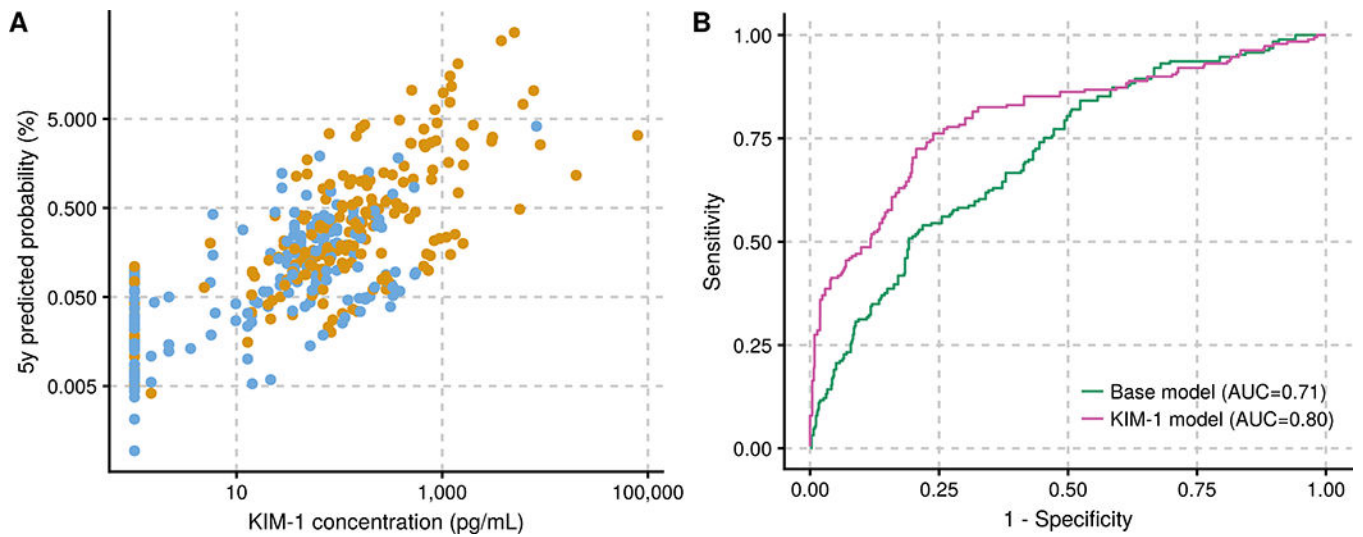 A
5y predicted probability (%)
5.000
0.500
0.050
0.005
10
1,000
100,000
KIM-1 concentration (pg/mL)
B
Sensitivity
1.00
0.75
0.50
0.25
0.00
Base model (AUC=0.71)
KIM-1 model (AUC=0.80)
0.00
0.25
0.50
0.75
1.00
1 - Specificity